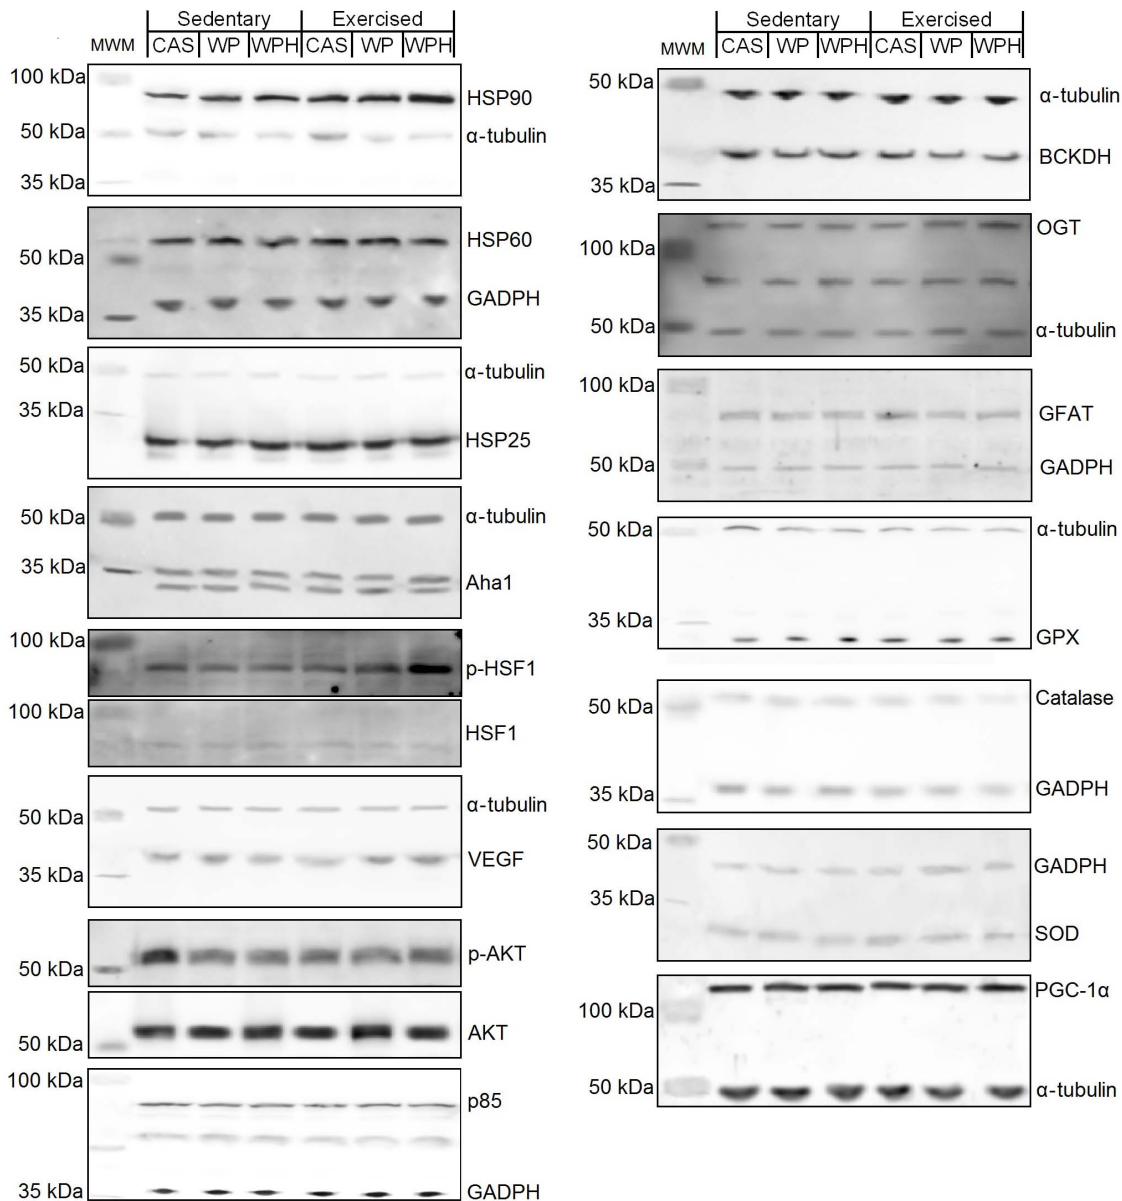 Sedentary Exercised
MWM CAS WP WPH CAS WP WPH
100 kDa HSP90
50 kDa α-tubulin
35 kDa
HSP60
50 kDa
GADPH
35 kDa
50 kDa α-tubulin
35 kDa
HSP25
50 kDa α-tubulin
35 kDa
Aha1
100 kDa
p-HSF1
100 kDa
HSF1
α-tubulin
50 kDa
VEGF
35 kDa
p-AKT
50 kDa
AKT
50 kDa
100 kDa
p85
35 kDa GADPH
Sedentary Exercised
MWM CAS WP WPH CAS WP WPH
50 kDa
α-tubulin
BCKDH
35 kDa
OGT
100 kDa
50 kDa α-tubulin
100 kDa
GFAT
50 kDa GADPH
50 kDa α-tubulin
35 kDa
GPX
Catalase
50 kDa
35 kDa GADPH
50 kDa
GADPH
35 kDa
SOD
PGC-1α
100 kDa
50 kDa α-tubulin